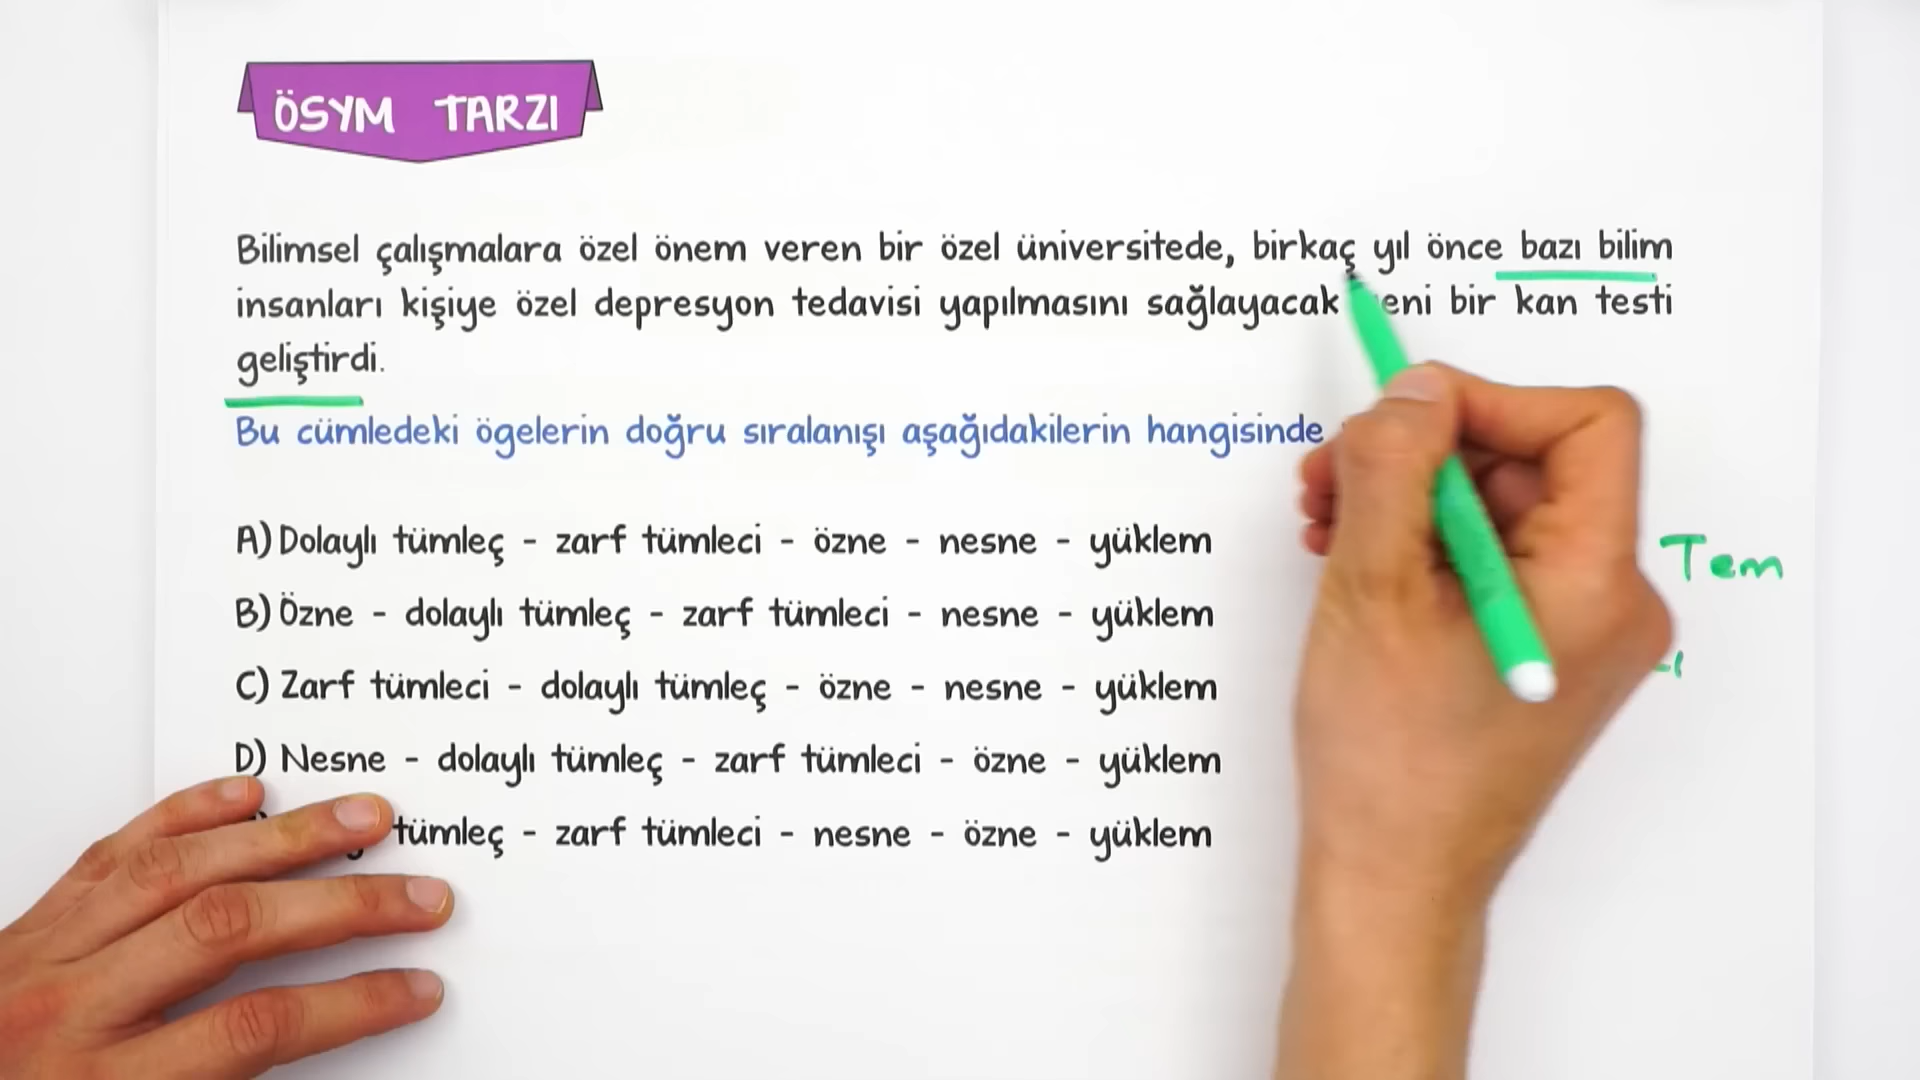 ÖSYM TARZI
Bilimsel çalışmalara özel önem veren bir özel üniversitede, birkaç yıl önce bazı bilim
insanları kişiye özel depresyon tedavisi yapılmasını sağlayacak bir kan testi
geliştirdi.
Bu cümledeki ögelerin doğru sıralanışı aşağıdakilerin hangisinde
A) Dolaylı tümleç - zarf tümleci - özne - nesne - yüklem
Tem
B) Özne - dolaylı tümleç - zarf tümleci - nesne - yüklem
C) Zarf tümleci - dolaylı tümleç - özne - nesne - yüklem
D) Nesne - dolaylı tümleç - zarf tümleci - özne - yüklem
tümleç - zarf tümleci - nesne - özne - yüklem